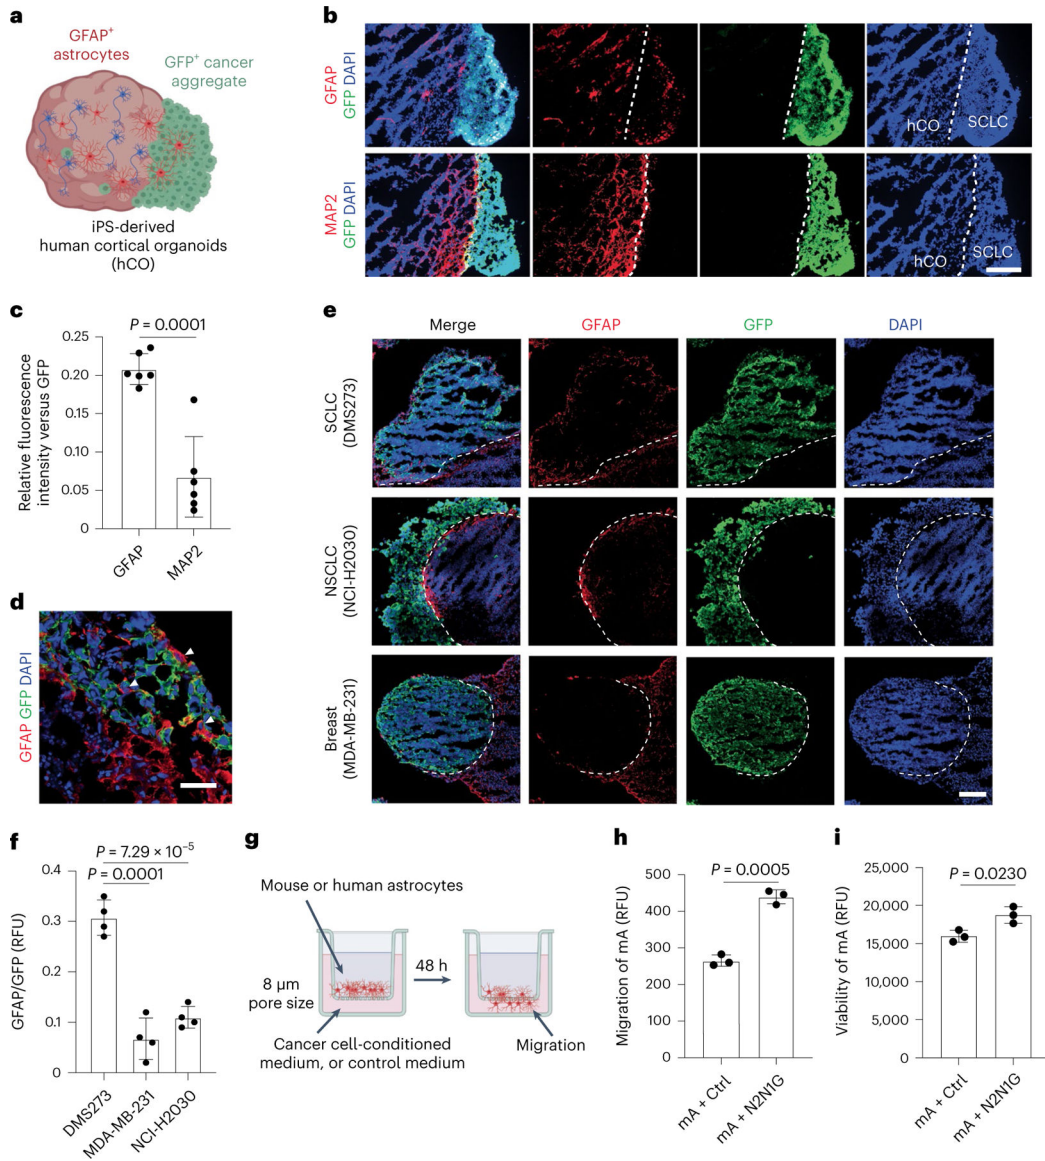 a
GFAP+
astrocytes
GFP+ cancer
aggregate
iPS-derived
human cortical organoids
(hCO)
b
GFAP
GFP DAPI
hCO
SCLC
MAP2
GFP DAPI
hCO
SCLC
c
P = 0.0001
Relative fluorescence
intensity versus GFP
0.25
0.20
0.15
0.10
0.05
0
GFAP
MAP2
d
GFAP GFP DAPI
e
Merge
GFAP
GFP
DAPI
SCLC
(DMS273)
NSCLC
(NCI-H2030)
Breast
(MDA-MB-231)
f
P = 7.29 × 10−5
P = 0.0001
GFAP/GFP (RFU)
0.4
0.3
0.2
0.1
0
DMS273
MDA-MB-231
NCI-H2030
g
Mouse or human astrocytes
48 h
8 µm
pore size
Cancer cell-conditioned
medium, or control medium
Migration
h
P = 0.00005
Migration of mA (RFU)
500
400
300
200
100
0
mA + Ctrl
mA + N2N1G
i
P = 0.0230
Viability of mA (RFU)
25,000
20,000
15,000
10,000
5,000
0
mA + Ctrl
mA + N2N1G